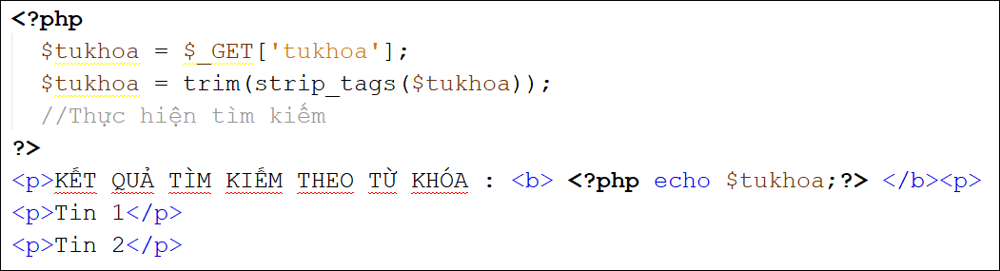 <?php
$tukhoa = $_GET['tukhoa'];
$tukhoa = trim(strip_tags($tukhoa));
//Thực hiện tìm kiếm
?>
<p>KẾT QUẢ TÌM KIẾM THEO TỪ KHÓA : <b> <?php echo $tukhoa;?> </b><p>
<p>Tin 1</p>
<p>Tin 2</p>